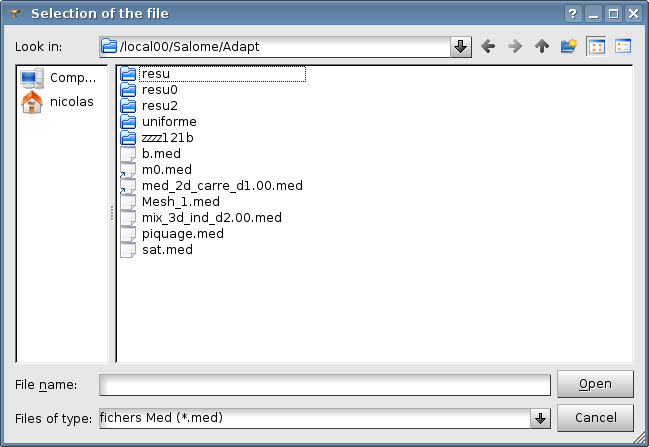 Selection of the file
Look in:
/local00/Salome/Adapt
Comp...
nicolas
resu
resu0
resu2
uniforme
zzzz121b
b.med
m0.med
med_2d_carre_d1.00.med
Mesh_1.med
mix_3d_ind_d2.00.med
piquage.med
sat.med
File name:
Open
Files of type:
fichers Med (*.med)
Cancel